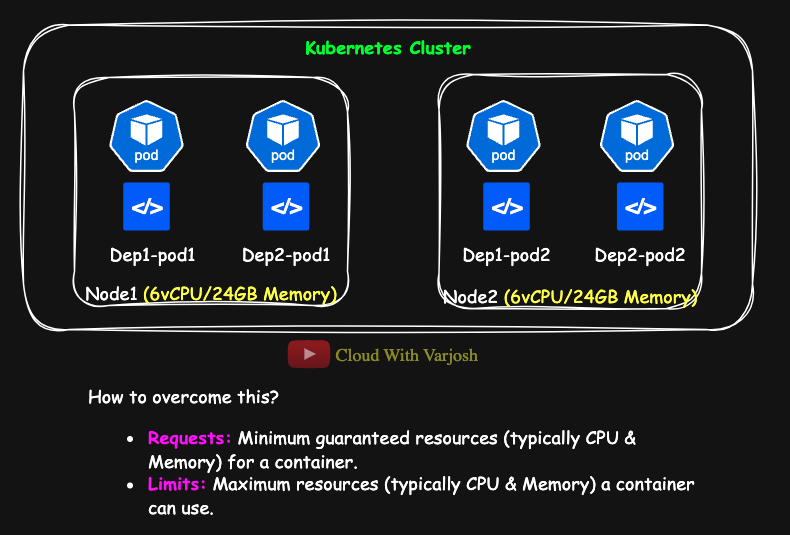 Kubernetes Cluster
pod pod pod pod
</> </> </> </>
Dep1-pod1 Dep2-pod1 Dep1-pod2 Dep2-pod2
Node1 (6vCPU/24GB Memory) Node2 (6vCPU/24GB Memory)
Cloud With Varjosh
How to overcome this?
• Requests: Minimum guaranteed resources (typically CPU &
Memory) for a container.
• Limits: Maximum resources (typically CPU & Memory) a container
can use.